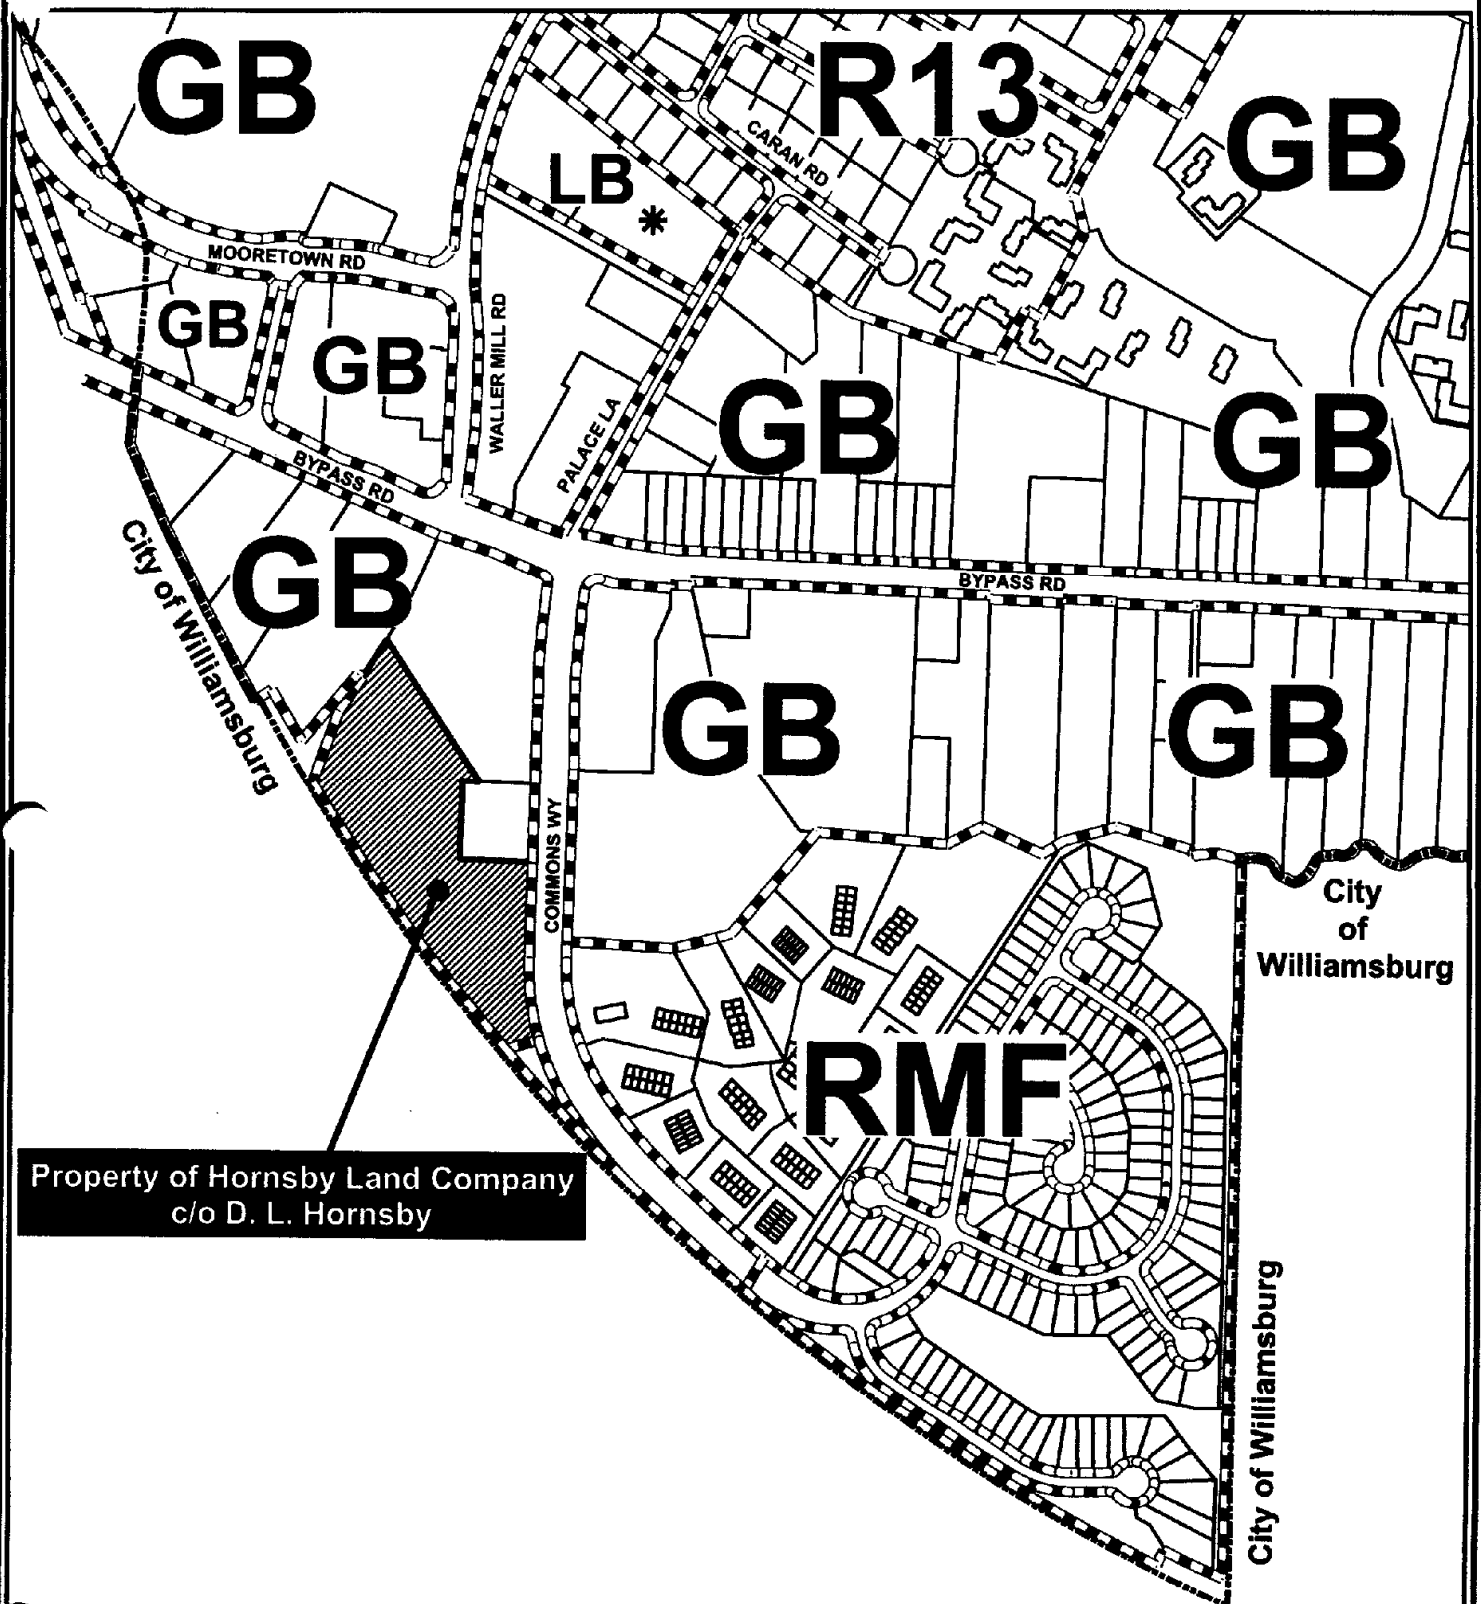 GB
R13
GB
CARAN RD
LB
MOORETOWN RD
GB
GB
WALLER MILL RD
PALACE LA
GB
GB
BYPASS RD
GB
City of Williamsburg
BYPASS RD
GB
GB
COMMONS WY
City
of
Williamsburg
RMF
Property of Hornsby Land Company
c/o D. L. Hornsby
City of Williamsburg